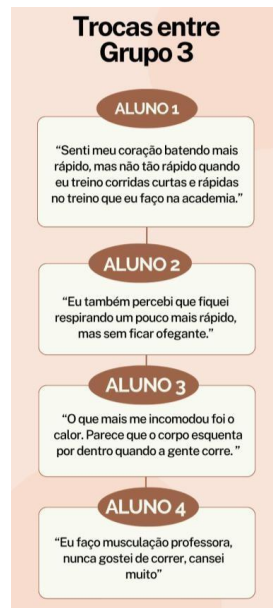 Trocas entre
Grupo 3
ALUNO 1
“Senti meu coração batendo mais
rápido, mas não tão rápido quando
eu treino corridas curtas e rápidas
no treino que eu faço na academia.”
ALUNO 2
“Eu também percebi que fiquei
respirando um pouco mais rápido,
mas sem ficar ofegante.”
ALUNO 3
“O que mais me incomodou foi o
calor. Parece que o corpo esquenta
por dentro quando a gente corre. ”
ALUNO 4
“Eu faço musculação professora,
nunca gostei de correr, cansei
muito”